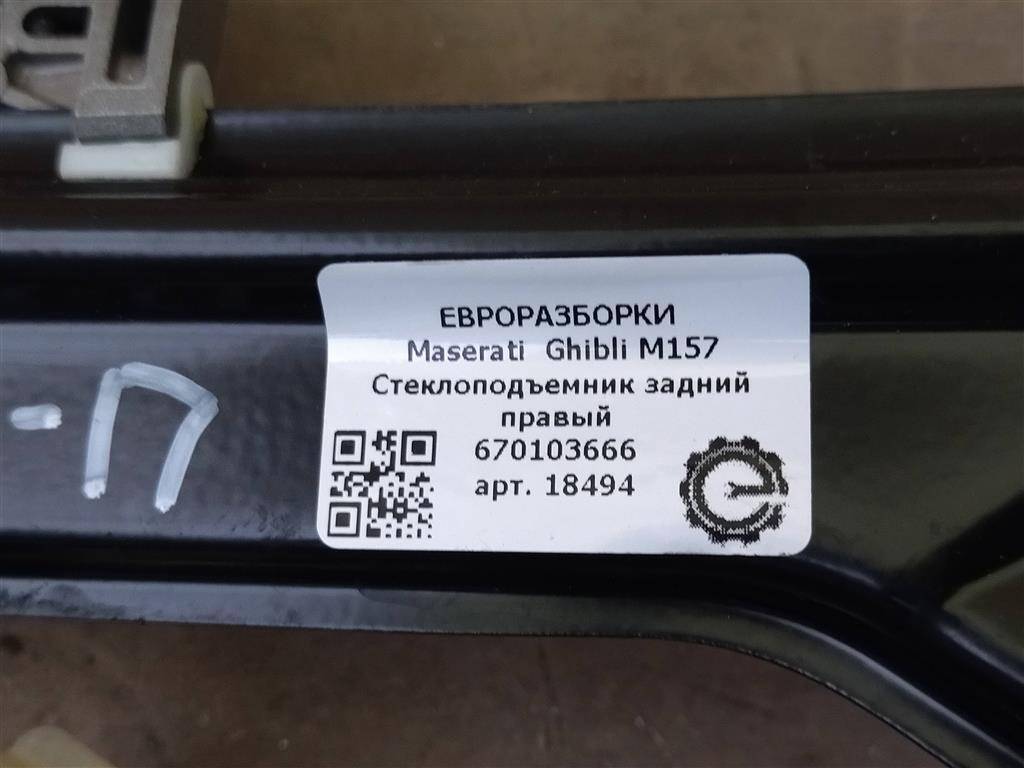 ЕВРОРАЗБОРКИ
Maserati Ghibli M157
Стеклоподъемник задний
правый
670103666
арт. 18494
-П